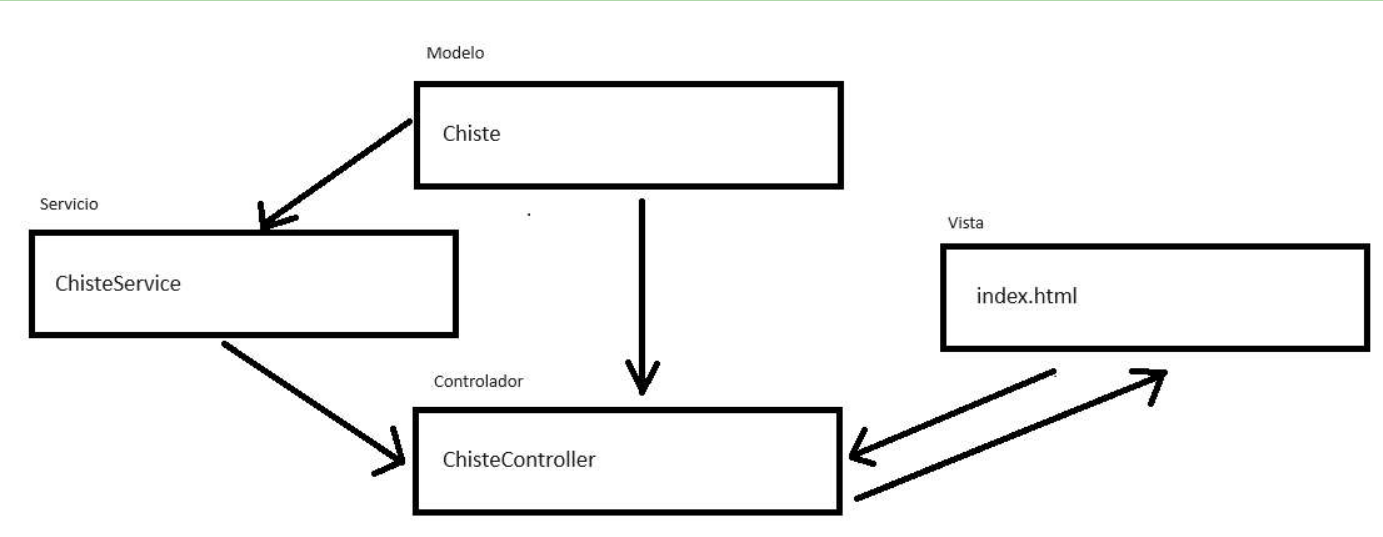 Modelo
Chiste
Servicio
ChisteService
Vista
index.html
Controlador
ChisteController